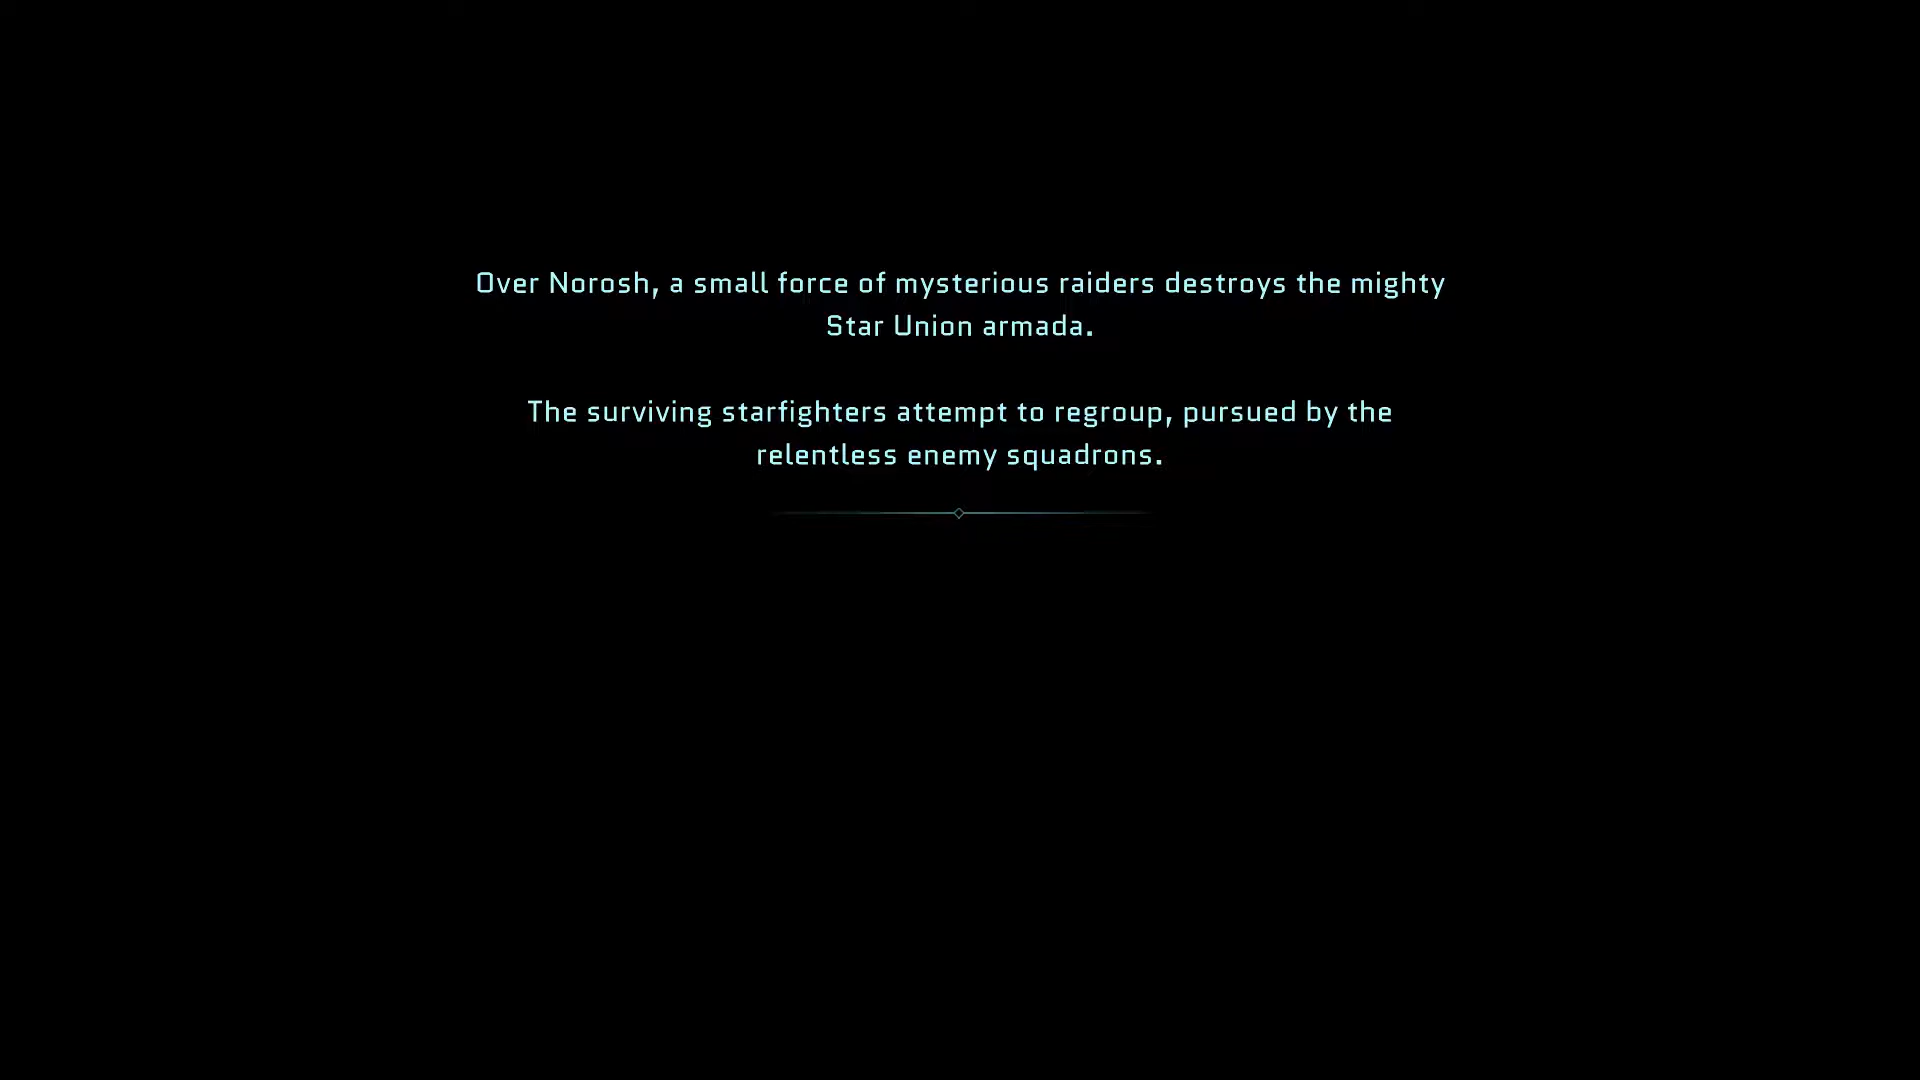 Over Norosh, a small force of mysterious raiders destroys the mighty
Star Union armada.
The surviving starfighters attempt to regroup, pursued by the
relentless enemy squadrons.